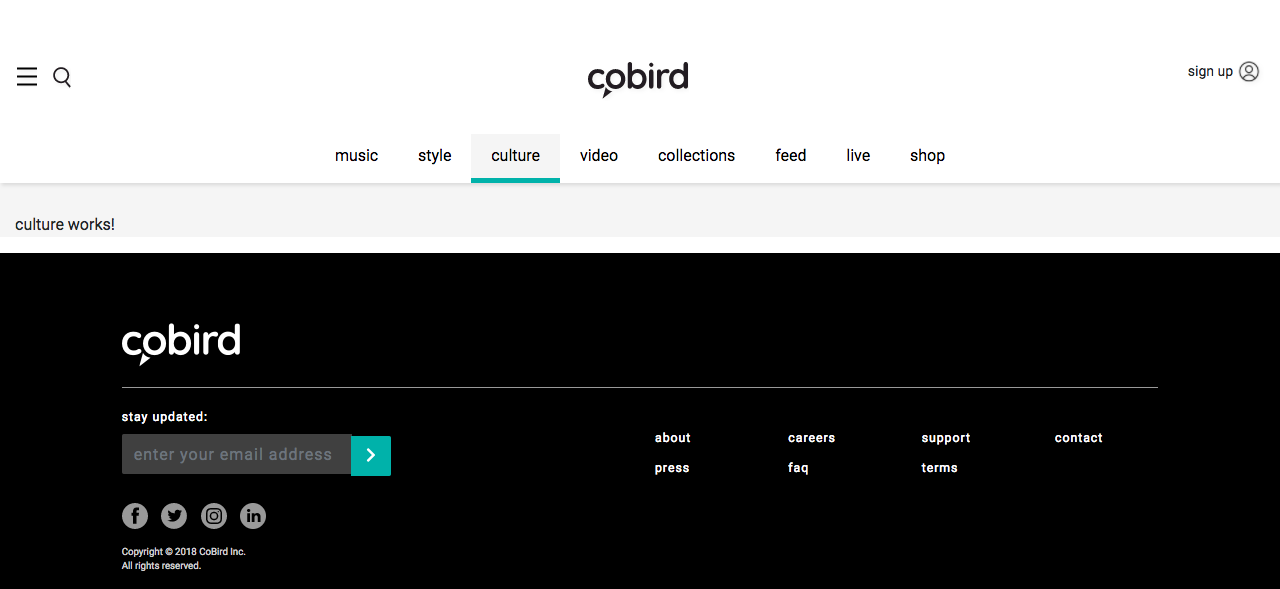 cobird
sign up
music style culture video collections feed live shop
culture works!
cobird
stay updated:
enter your email address
about careers support contact
press faq terms
Copyright © 2018 CoBird Inc.
All rights reserved.